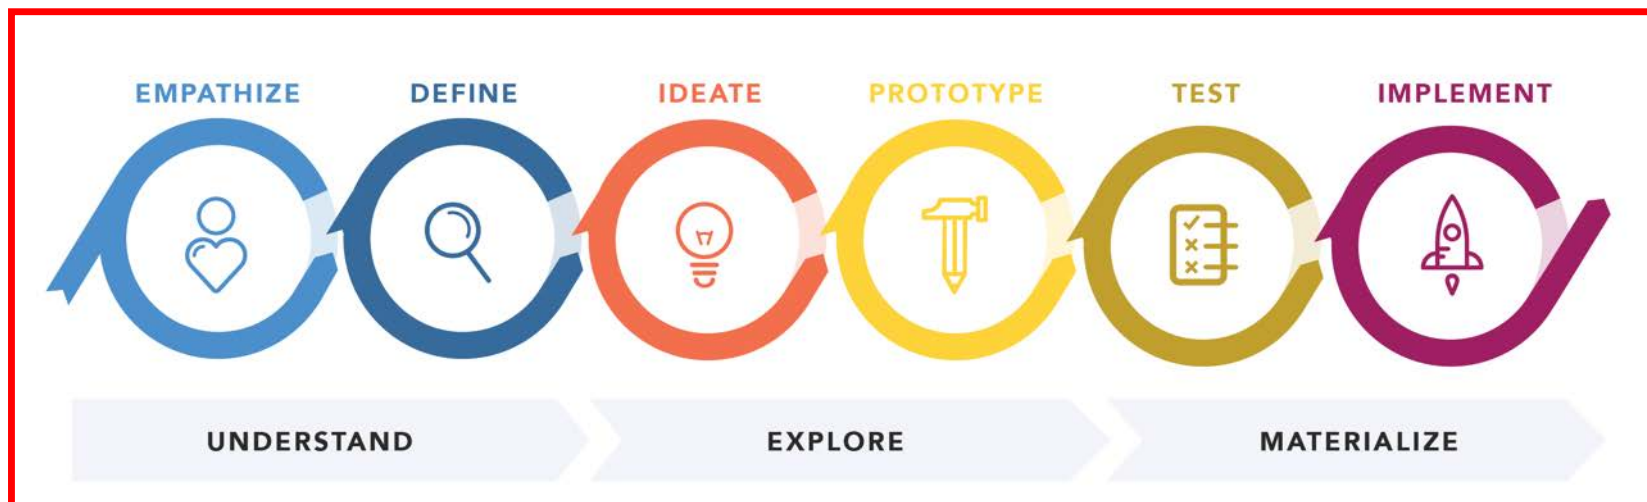 EMPATHIZE DEFINE IDEATE PROTOTYPE TEST IMPLEMENT
UNDERSTAND EXPLORE MATERIALIZE